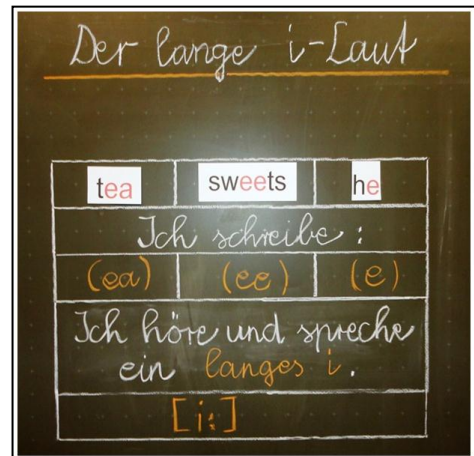 Der lange i-Laut
tea sweets he
Ich schreibe:
(ea) (ee) (e)
Ich höre und spreche
ein langes i.
[i:]